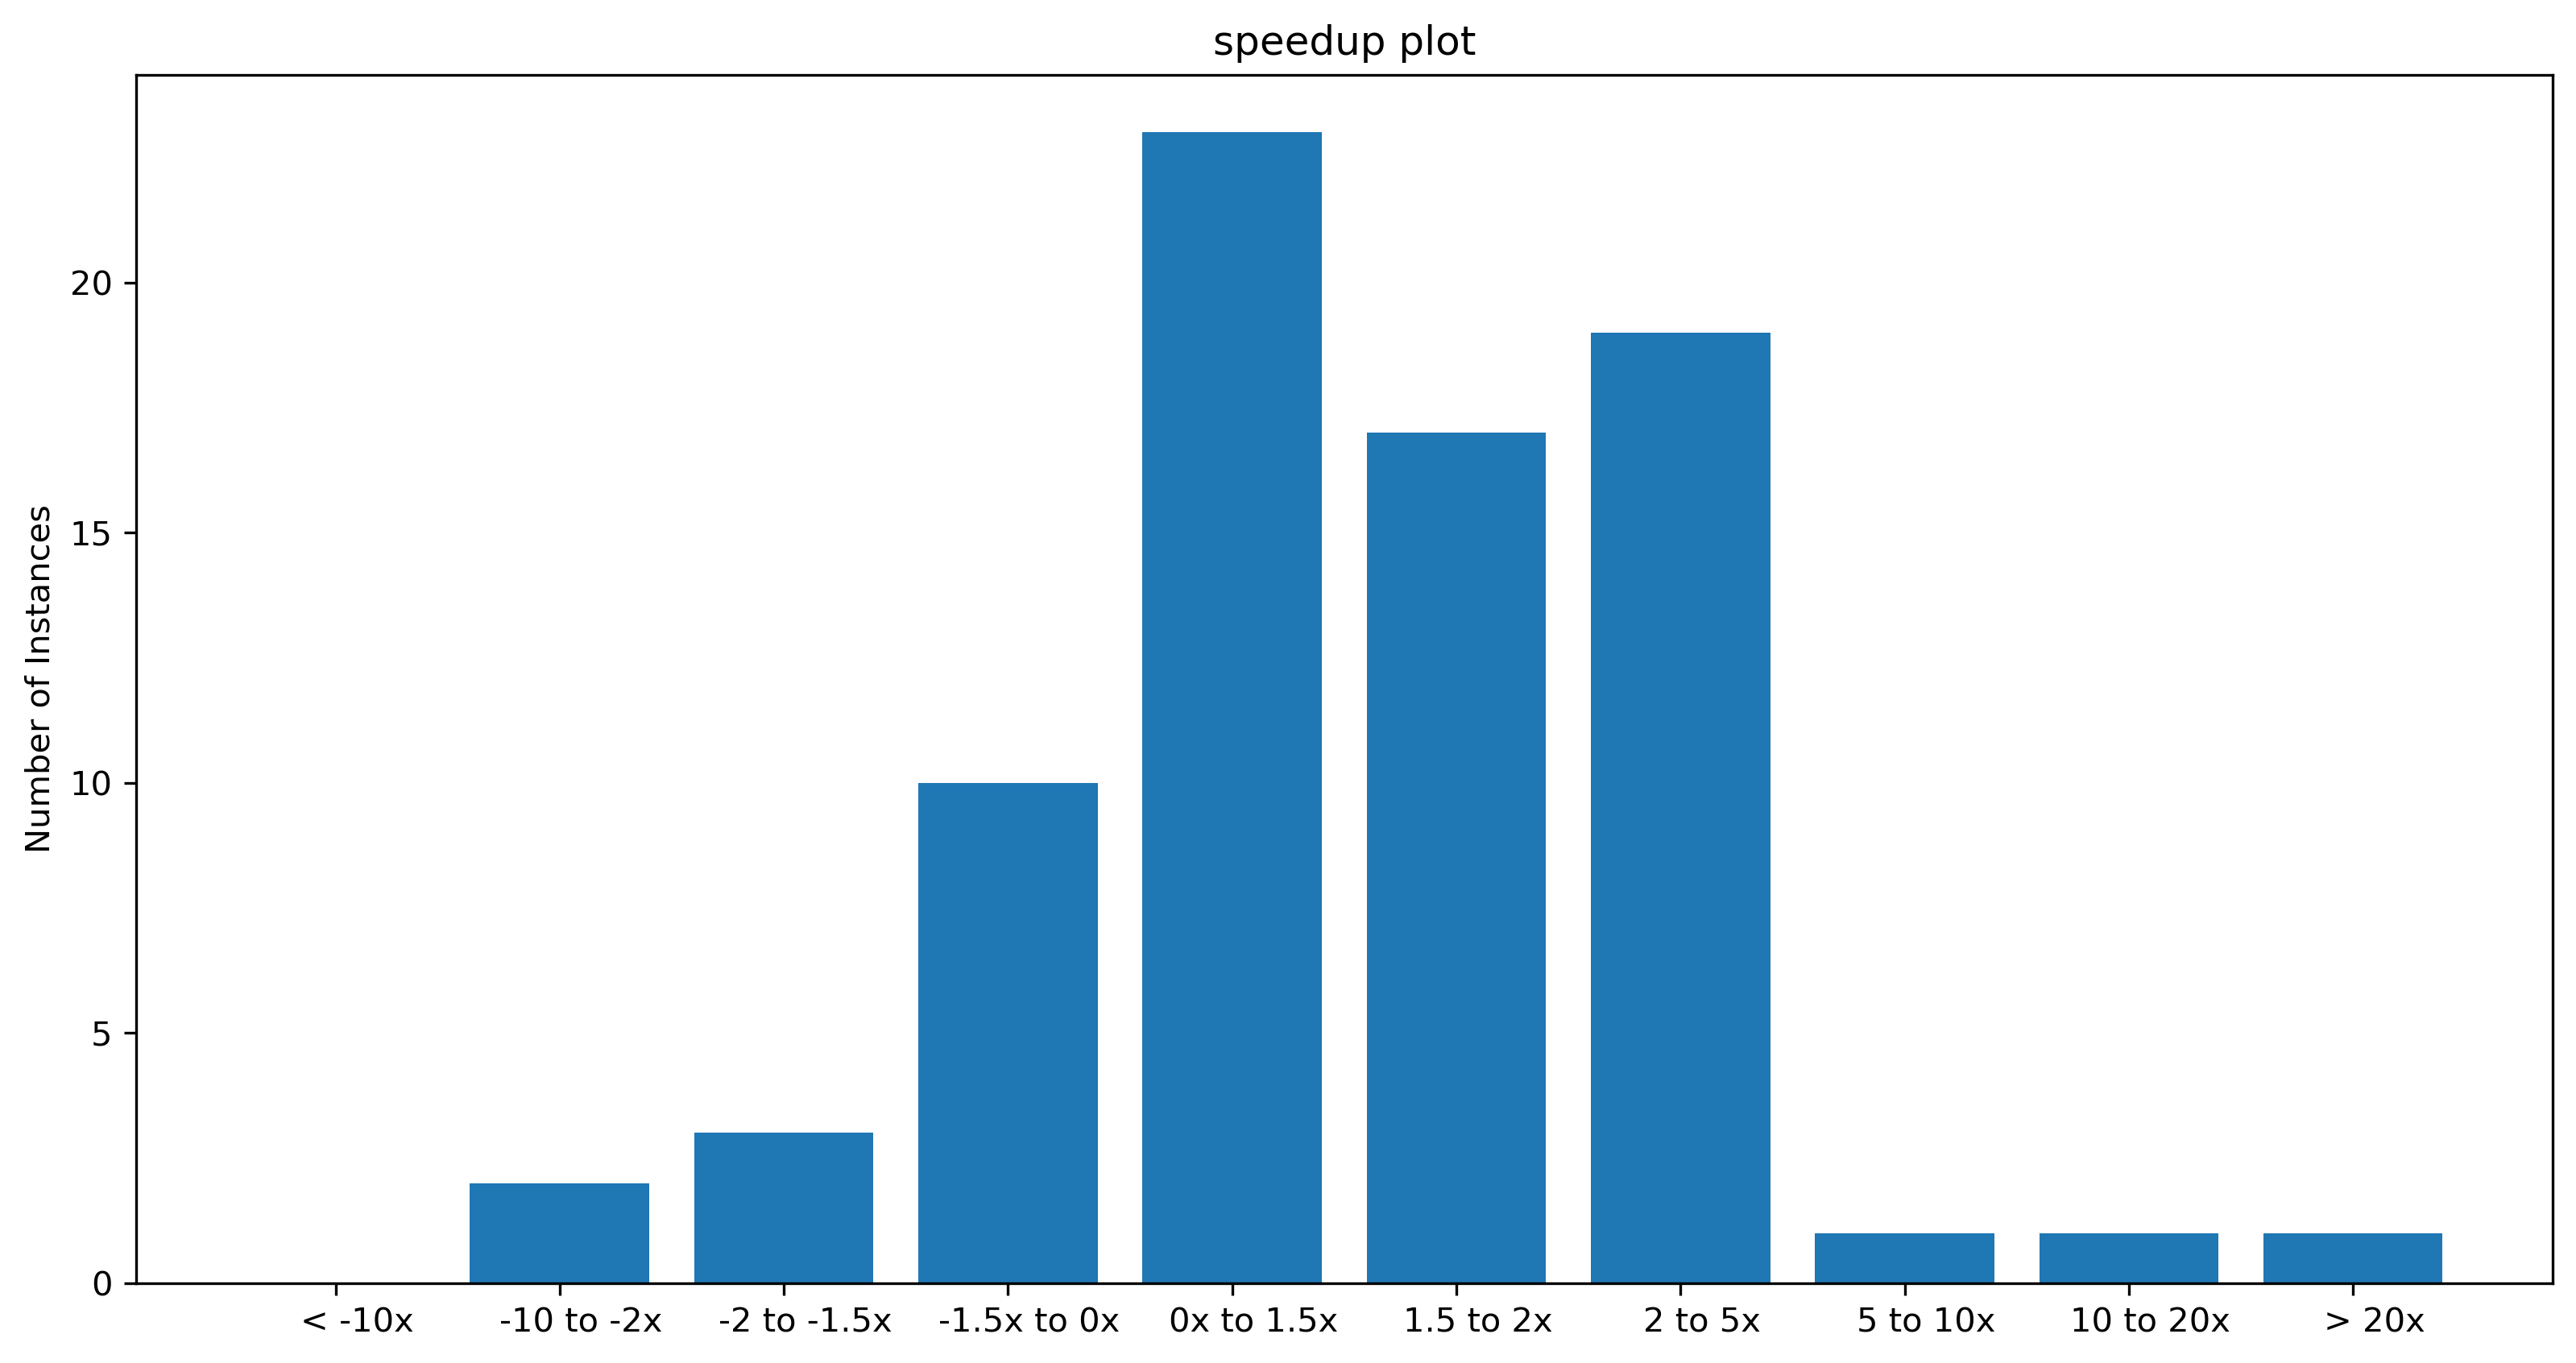 speedup plot
Number of Instances
20
15
10
5
0
< -10x
-10 to -2x
-2 to -1.5x
-1.5x to 0x
0x to 1.5x
1.5 to 2x
2 to 5x
5 to 10x
10 to 20x
> 20x